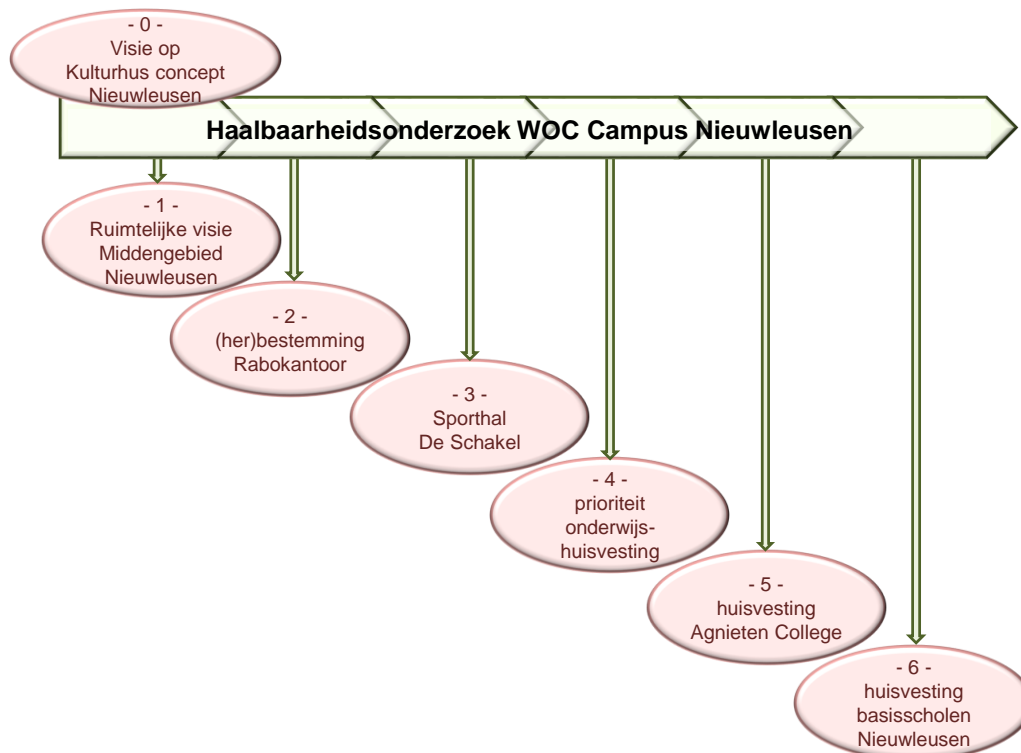 - 0 -
Visie op
Kulturhus concept
Nieuwleusen
Haalbaarheidsonderzoek WOC Campus Nieuwleusen
- 1 -
Ruimtelijke visie
Middengebied
Nieuwleusen
- 2 -
(her)bestemming
Rabokantoor
- 3 -
Sporthal
De Schakel
- 4 -
prioriteit
onderwijs-
huisvesting
- 5 -
huisvesting
Agnieten College
- 6 -
huisvesting
basisscholen
Nieuwleusen